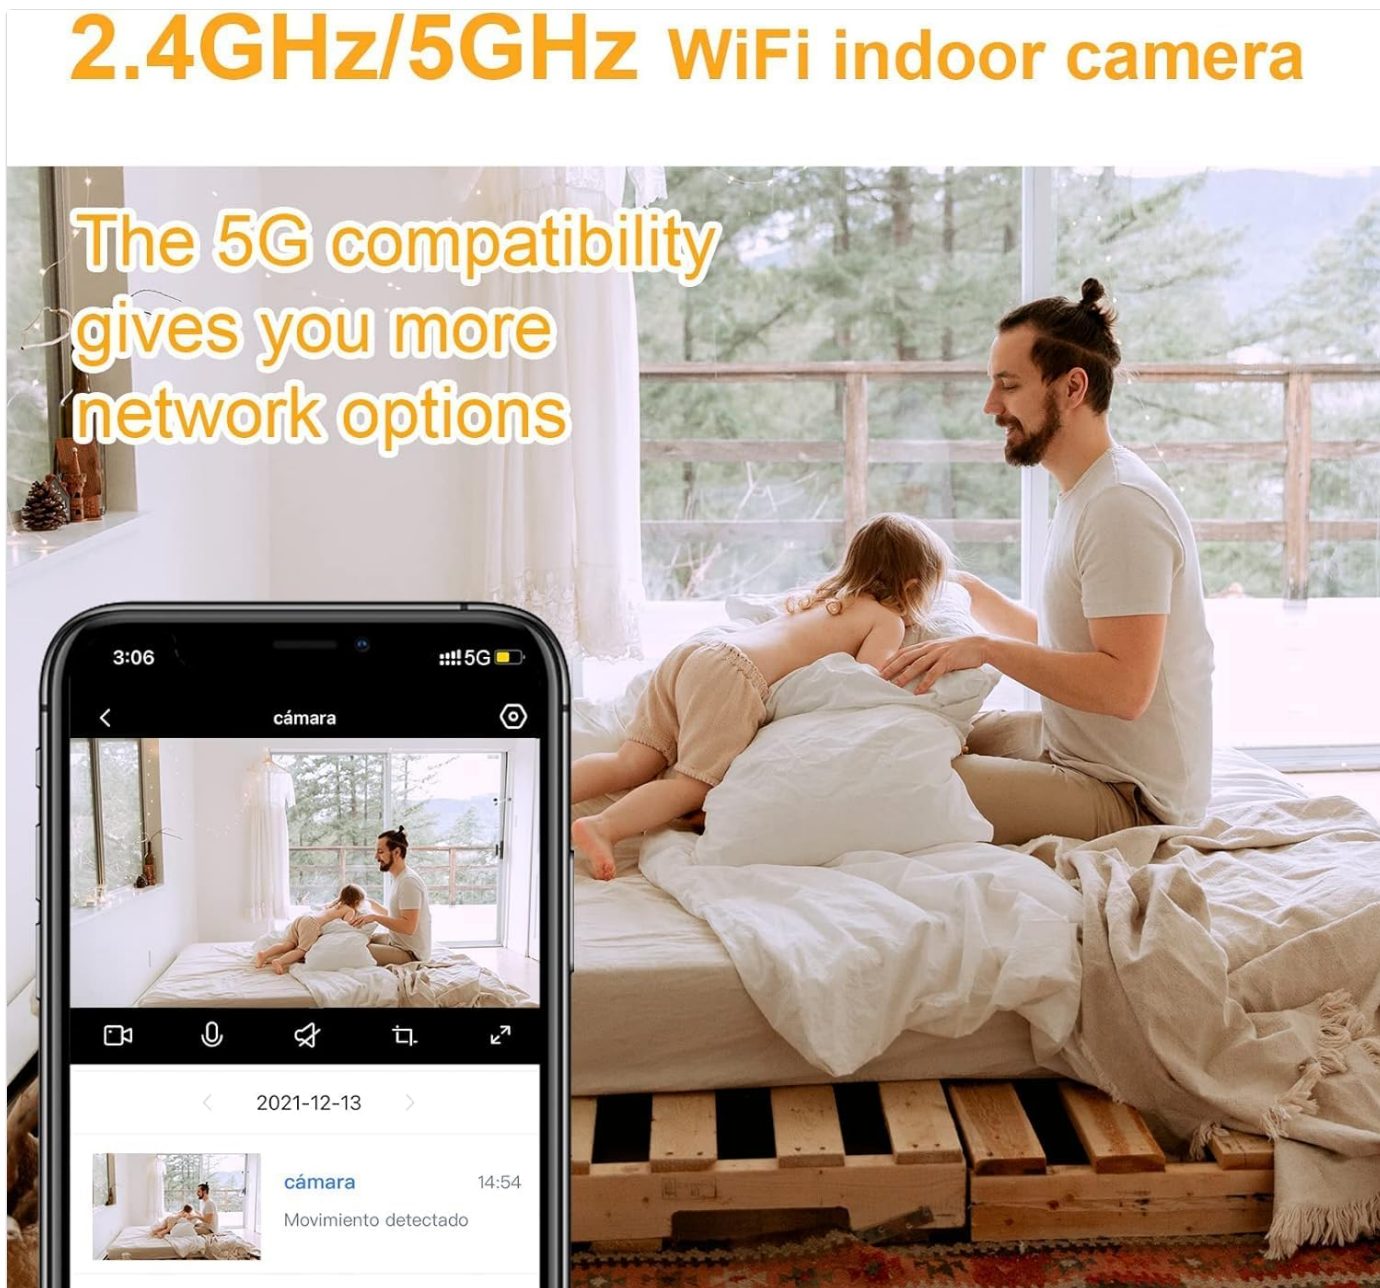 2.4GHz/5GHz WiFi indoor camera
The 5G compatibility
gives you more
network options
3:06
5G
cámara
2021-12-13
cámara
14:54
Movimiento detectado